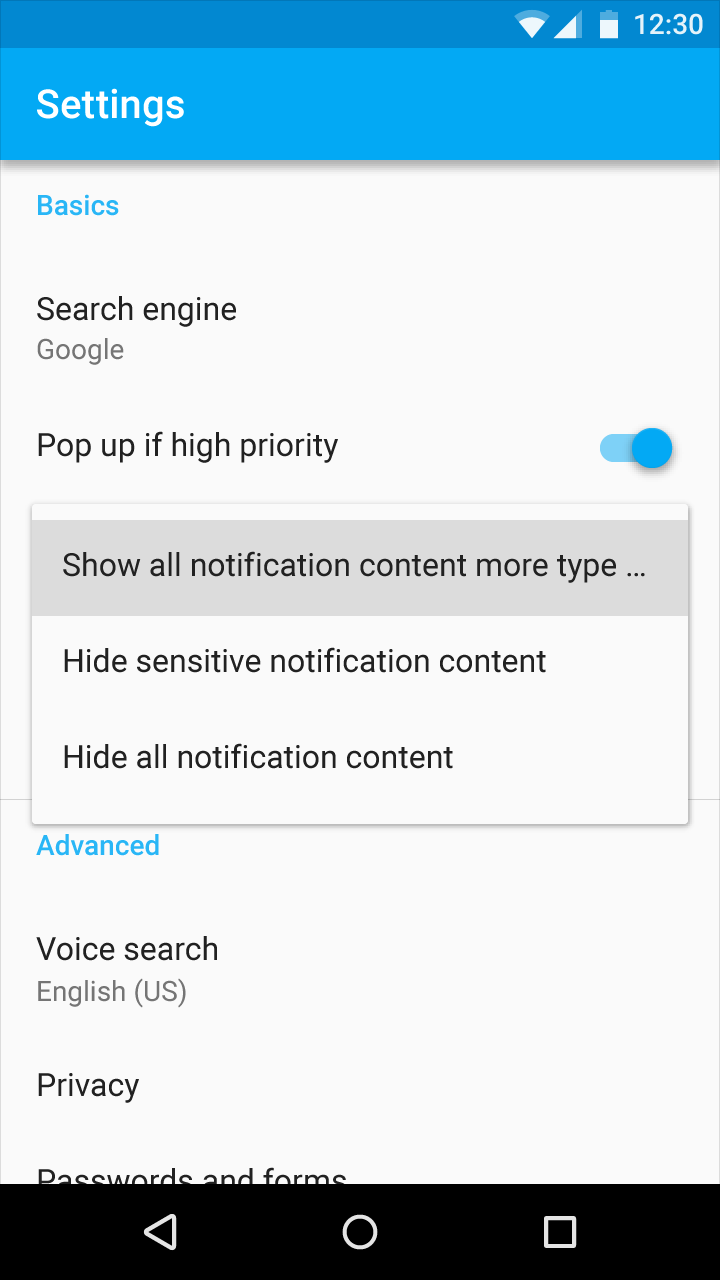 12:30
Settings
Basics
Search engine
Google
Pop up if high priority
Show all notification content more type ...
Hide sensitive notification content
Hide all notification content
Advanced
Voice search
English (US)
Privacy
Passwords and forms